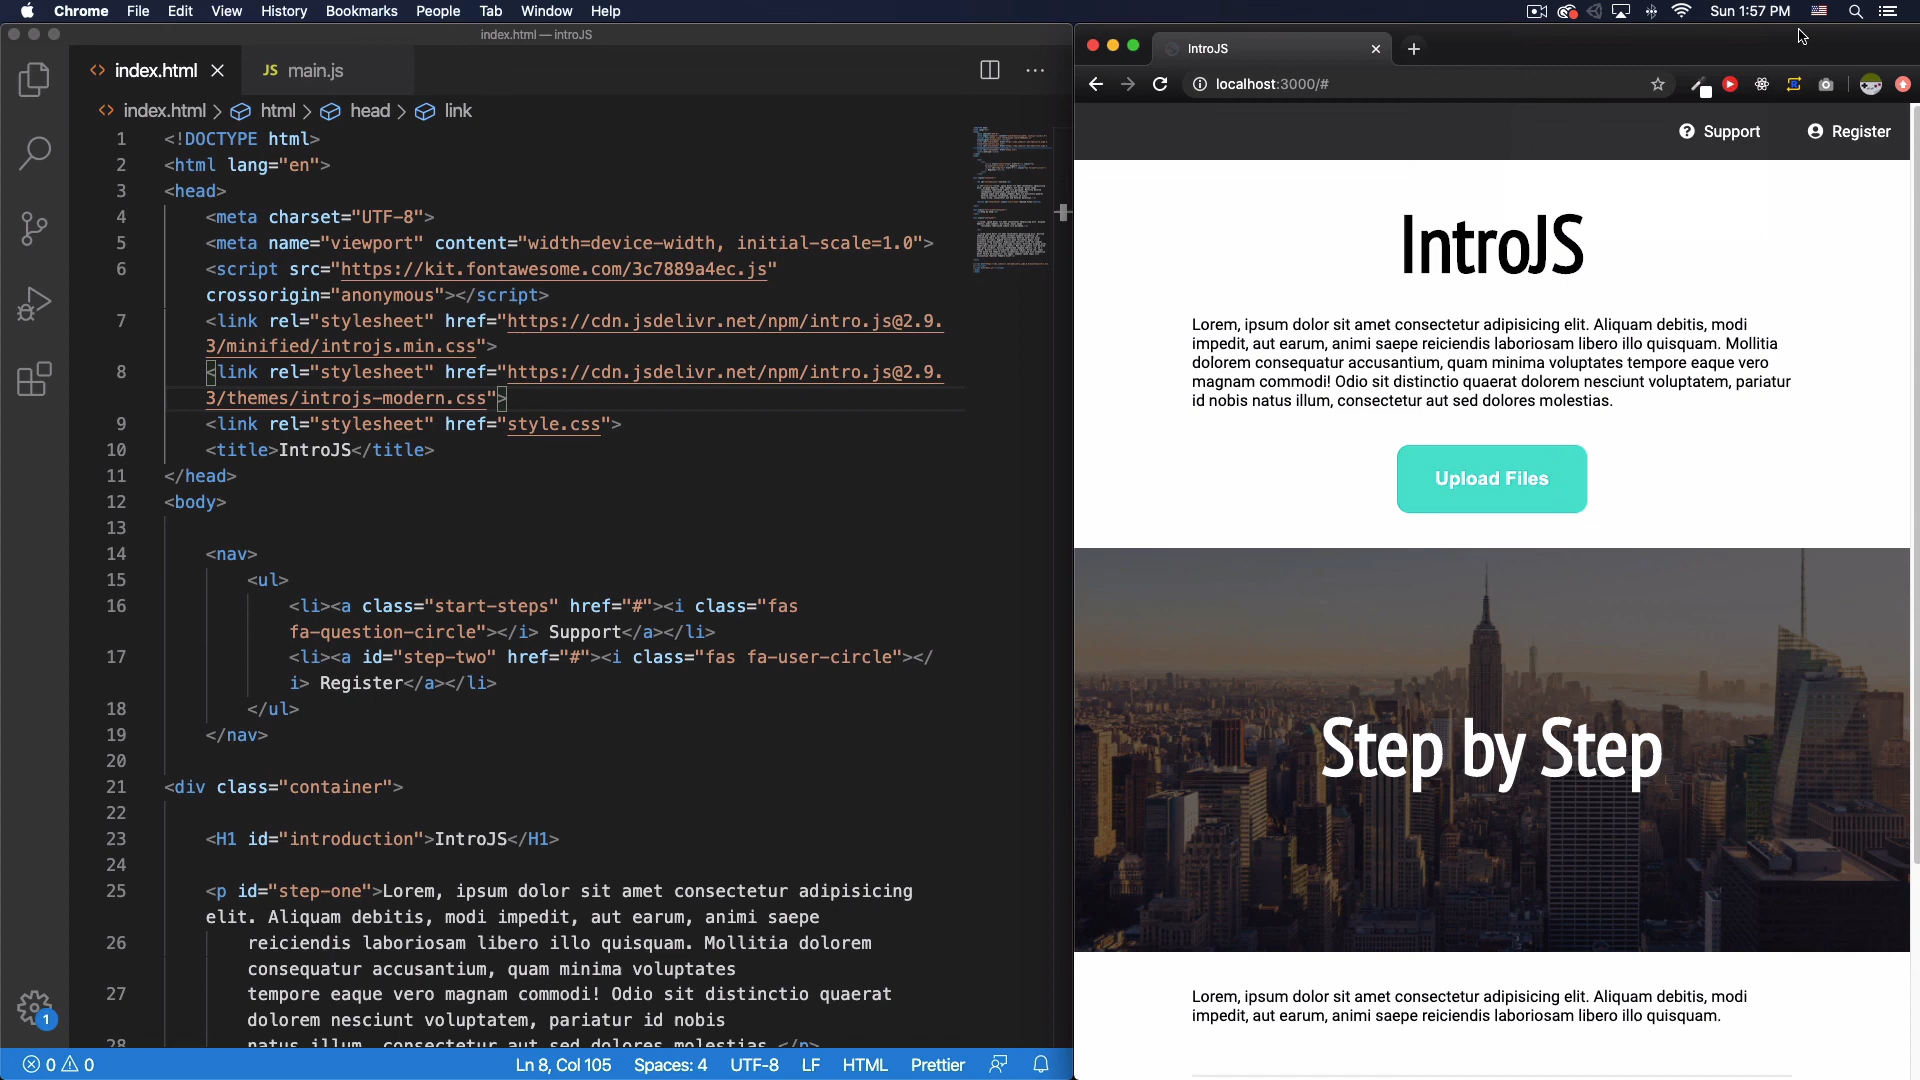 Chrome File Edit View History Bookmarks People Tab Window Help
Sun 1:57 PM
index.html — introJS
index.html
JS main.js
index.html > html > head > link
1 <!DOCTYPE html>
2 <html lang="en">
3 <head>
4 <meta charset="UTF-8">
5 <meta name="viewport" content="width=device-width, initial-scale=1.0">
6 <script src="https://kit.fontawesome.com/3c7889a4ec.js"
crossorigin="anonymous"></script>
7 <link rel="stylesheet" href="https://cdn.jsdelivr.net/npm/intro.js@2.9.
3/minified/introjs.min.css">
8 <link rel="stylesheet" href="https://cdn.jsdelivr.net/npm/intro.js@2.9.
3/themes/introjs-modern.css">
9 <link rel="stylesheet" href="style.css">
10 <title>IntroJS</title>
11 </head>
12 <body>
13
14 <nav>
15 <ul>
16 <li><a class="start-steps" href="#"><i class="fas
fa-question-circle"></i> Support</a></li>
17 <li><a id="step-two" href="#"><i class="fas fa-user-circle"></
i> Register</a></li>
18 </ul>
19 </nav>
20
21 <div class="container">
22
23 <H1 id="introduction">IntroJS</H1>
24
25 <p id="step-one">Lorem, ipsum dolor sit amet consectetur adipisicing
elit. Aliquam debitis, modi impedit, aut earum, animi saepe
26 reiciendis laboriosam libero illo quisquam. Mollitia dolorem
consequatur accusantium, quam minima voluptates
27 tempore eaque vero magnam commodi! Odio sit distinctio quaerat
dolorem nesciunt voluptatem, pariatur id nobis
28 natus illum, consectetur aut sed dolores molestias.</p>
1
0 0
Ln 8, Col 105 Spaces: 4 UTF-8 LF HTML Prettier
IntroJS
localhost:3000/#
Support Register
IntroJS
Lorem, ipsum dolor sit amet consectetur adipisicing elit. Aliquam debitis, modi
impedit, aut earum, animi saepe reiciendis laboriosam libero illo quisquam. Mollitia
dolorem consequatur accusantium, quam minima voluptates tempore eaque vero
magnam commodi! Odio sit distinctio quaerat dolorem nesciunt voluptatem, pariatur
id nobis natus illum, consectetur aut sed dolores molestias.
Upload Files
Step by Step
Lorem, ipsum dolor sit amet consectetur adipisicing elit. Aliquam debitis, modi
impedit, aut earum, animi saepe reiciendis laboriosam libero illo quisquam.